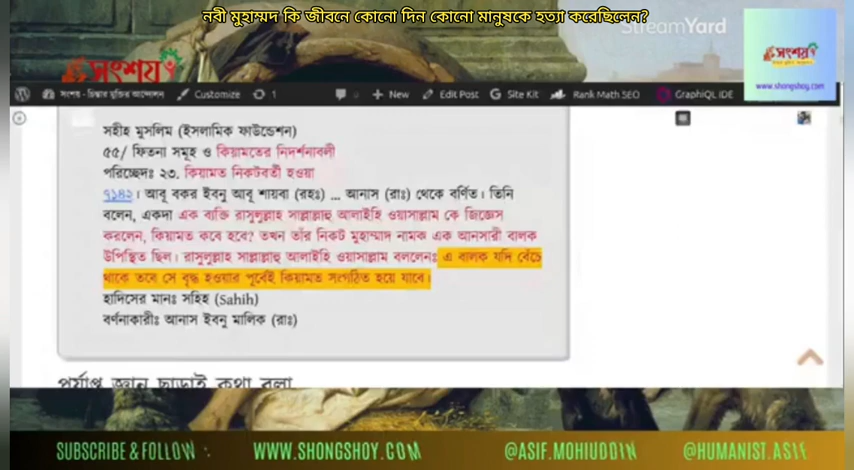 নবী মুহাম্মদ কি জীবনে কোনো দিন কোনো মানুষকে হত্যা করেছিলেন?
StreamYard
সংশয়
সংশয়
www.shongshoy.com
সংশয় - চিন্তার মুক্তির আন্দোলন Customize 1 New Edit Post Site Kit Rank Math SEO GraphiQL IDE
সহীহ মুসলিম (ইসলামিক ফাউন্ডেশন)
৫৫/ ফিতনা সমূহ ও কিয়ামতের নিদর্শনাবলী
পরিচ্ছেদঃ ২৩. কিয়ামত নিকটবর্তী হওয়া
৭১৪২। আবূ বকর ইবনু আবূ শায়বা (রহঃ) ... আনাস (রাঃ) থেকে বর্ণিত। তিনি
বলেন, একদা এক ব্যক্তি রাসুলুল্লাহ সাল্লাল্লাহু আলাইহি ওয়াসাল্লাম কে জিজ্ঞেস
করলেন, কিয়ামত কবে হবে? তখন তাঁর নিকট মুহাম্মাদ নামক এক আনসারী বালক
উপিস্থিত ছিল। রাসুলুল্লাহ সাল্লাল্লাহু আলাইহি ওয়াসাল্লাম বললেনঃ এ বালক যদি বেঁচে
থাকে তবে সে বৃদ্ধ হওয়ার পূর্বেই কিয়ামত সংগঠিত হয়ে যাবে।
হাদিসের মানঃ সহিহ (Sahih)
বর্ণনাকারীঃ আনাস ইবনু মালিক (রাঃ)
পর্যাপ্ত জ্ঞান ছাড়াই কথা বলা
SUBSCRIBE & FOLLOW : WWW.SHONGSHOY.COM @ASIF.MOHIUDDIN @HUMANIST.ASIF